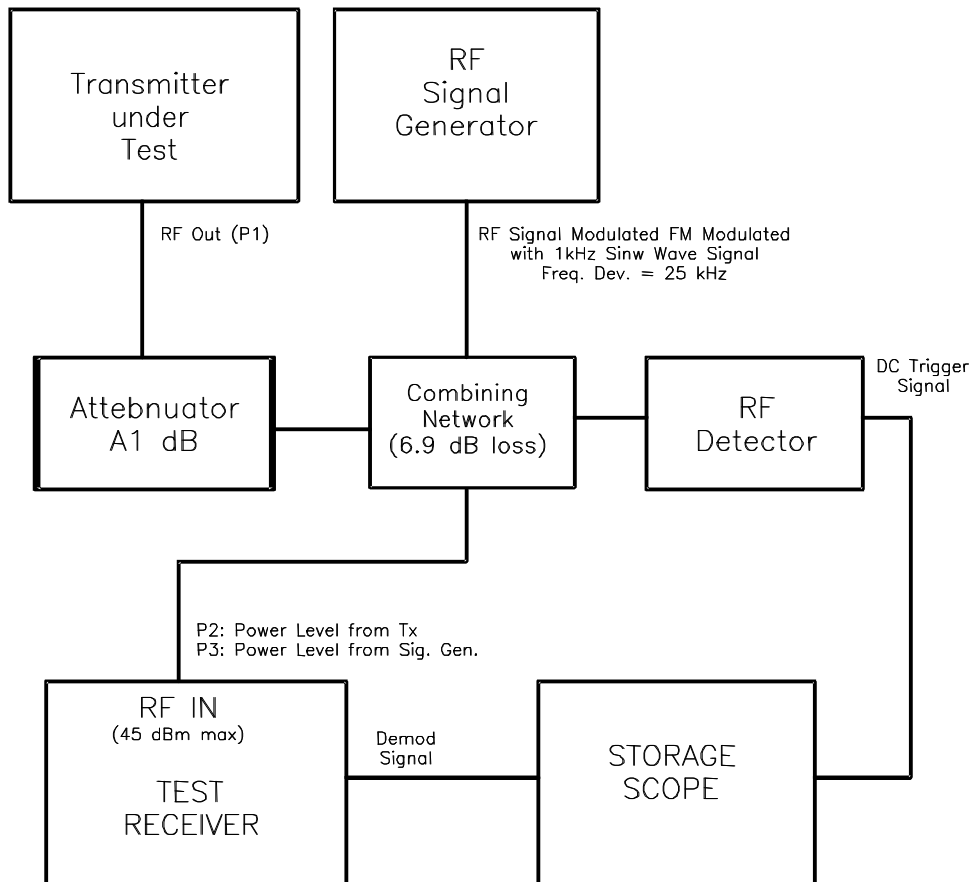 Transmitter
under
Test
RF
Signal
Generator
RF Out (P1)
RF Signal Modulated FM Modulated
with 1kHz Sinw Wave Signal
Freq. Dev. = 25 kHz
Attebnuator
A1 dB
Combining
Network
(6.9 dB loss)
RF
Detector
DC Trigger
Signal
P2: Power Level from Tx
P3: Power Level from Sig. Gen.
RF IN
(45 dBm max)
TEST
RECEIVER
Demod
Signal
STORAGE
SCOPE